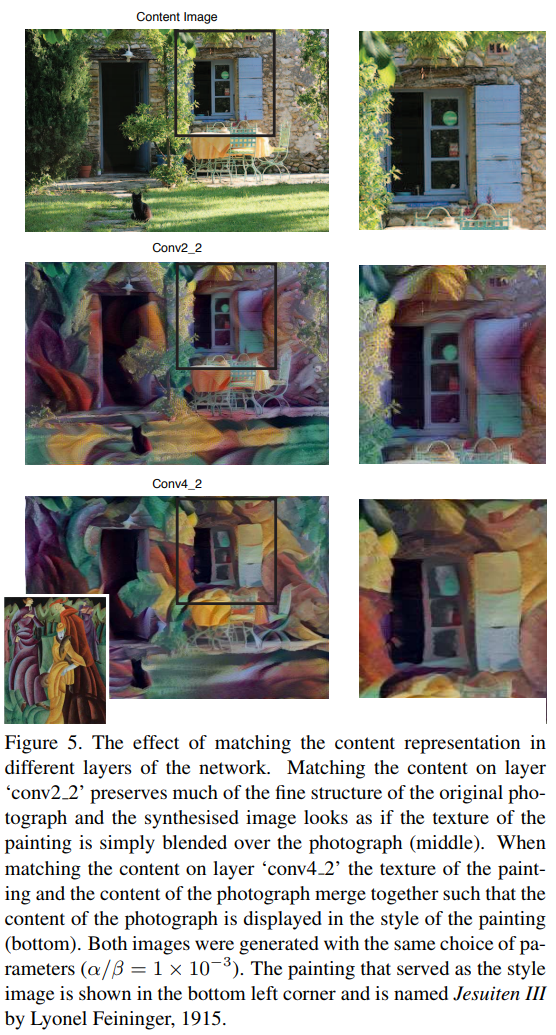 Content Image
Conv2_2
Conv4_2
Figure 5. The effect of matching the content representation in
different layers of the network. Matching the content on layer
‘conv2_2’ preserves much of the fine structure of the original pho-
tograph and the synthesised image looks as if the texture of the
painting is simply blended over the photograph (middle). When
matching the content on layer ‘conv4_2’ the texture of the paint-
ing and the content of the photograph merge together such that the
content of the photograph is displayed in the style of the painting
(bottom). Both images were generated with the same choice of pa-
rameters (α/β = 1 × 10⁻³). The painting that served as the style
image is shown in the bottom left corner and is named Jesuiten III
by Lyonel Feininger, 1915.